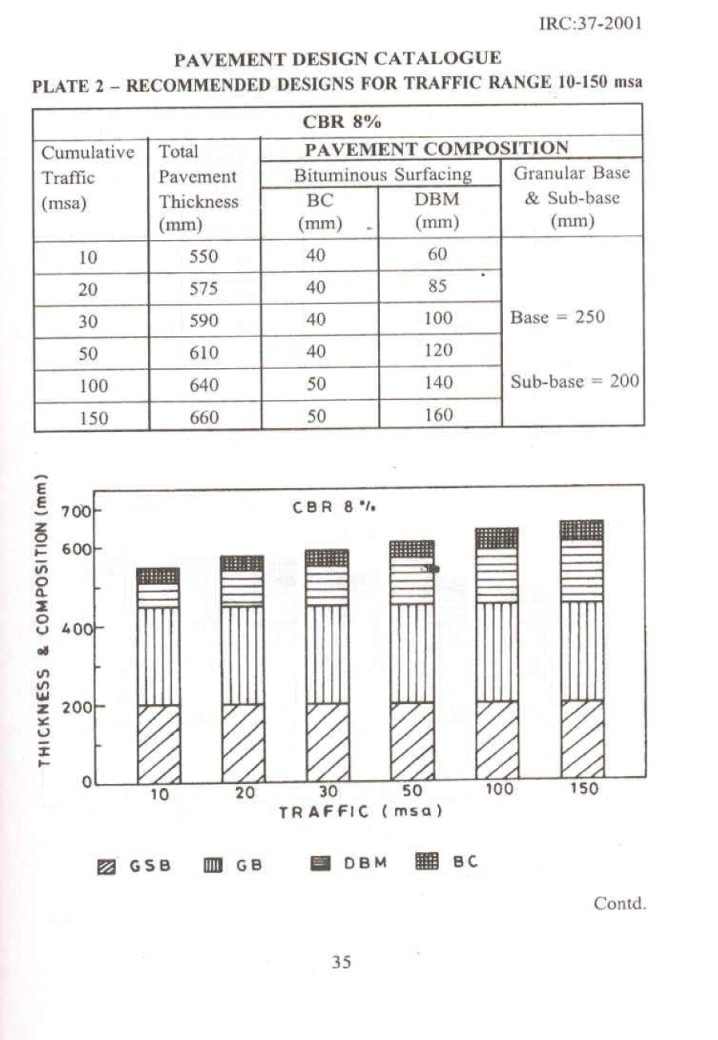 IRC:37-2001
PAVEMENT DESIGN CATALOGUE
PLATE 2 – RECOMMENDED DESIGNS FOR TRAFFIC RANGE 10-150 msa
CBR 8%
Cumulative Traffic (msa) Total Pavement Thickness (mm) PAVEMENT COMPOSITION
Bituminous Surfacing Granular Base & Sub-base (mm)
BC (mm) DBM (mm)
10 550 40 60
20 575 40 85
30 590 40 100 Base = 250
50 610 40 120
100 640 50 140 Sub-base = 200
150 660 50 160
CBR 8 %
THICKNESS & COMPOSITION (mm)
700
600
400
200
0
10 20 30 50 100 150
TRAFFIC (msa)
GSB GB DBM BC
Contd.
35